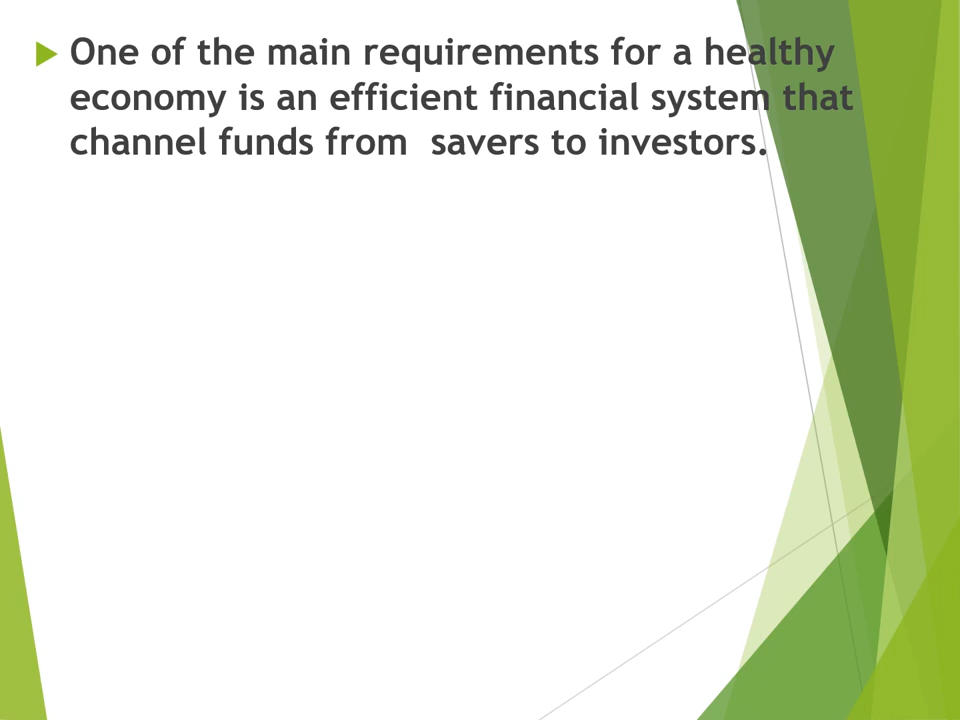 One of the main requirements for a healthy
economy is an efficient financial system that
channel funds from  savers to investors.